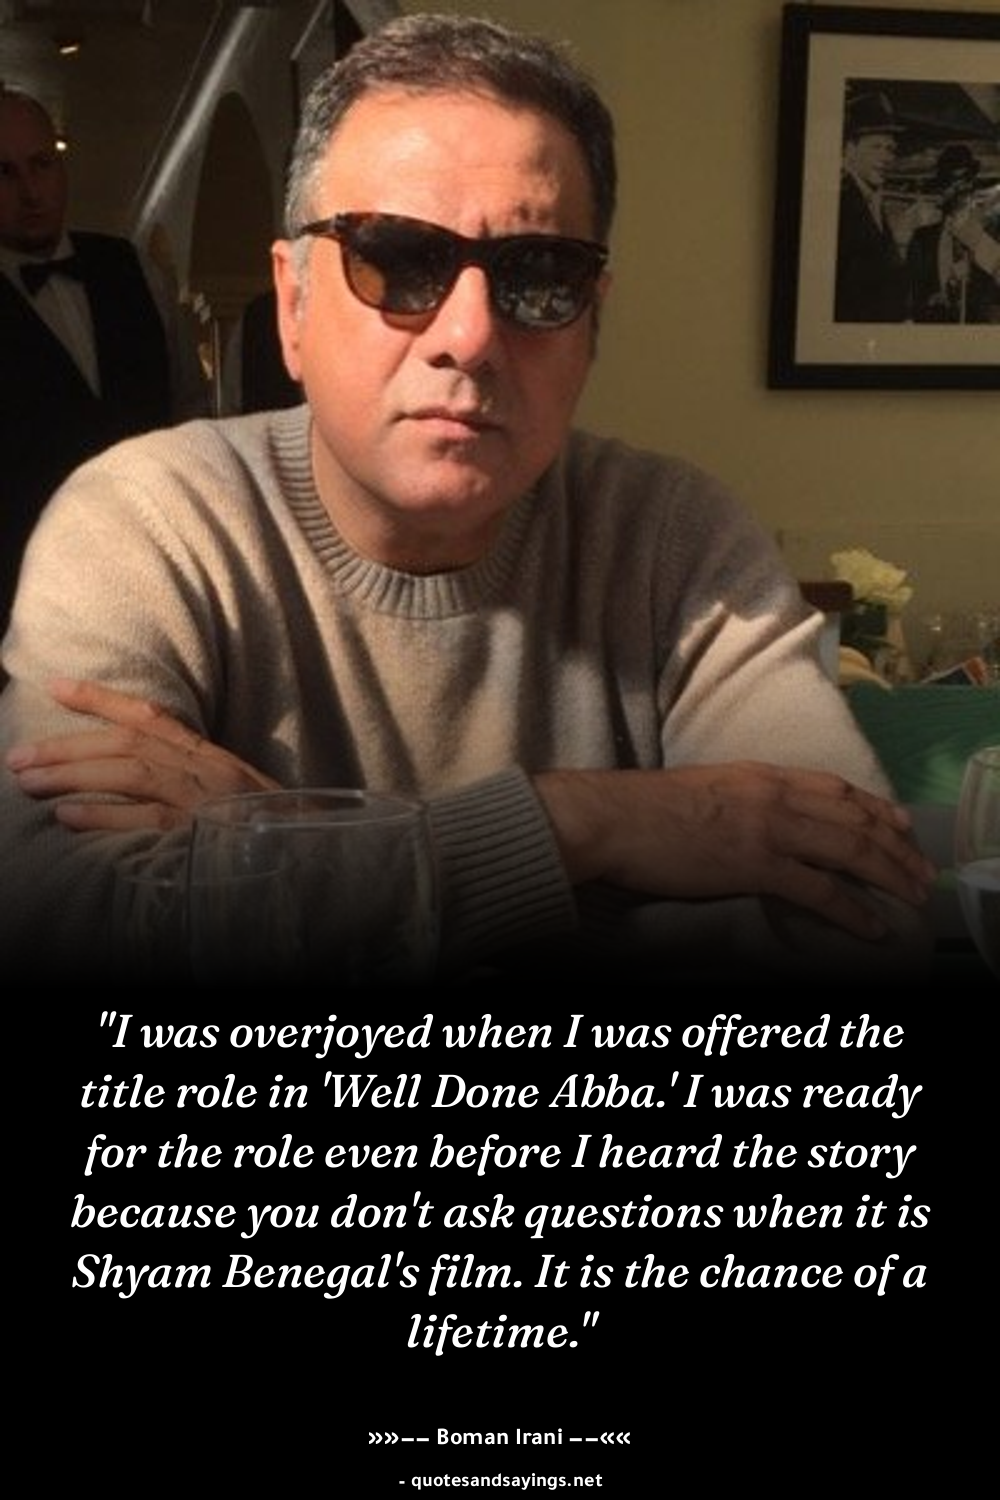 "I was overjoyed when I was offered the
title role in 'Well Done Abba.' I was ready
for the role even before I heard the story
because you don't ask questions when it is
Shyam Benegal's film. It is the chance of a
lifetime."
»»–– Boman Irani ––««
- quotesandsayings.net